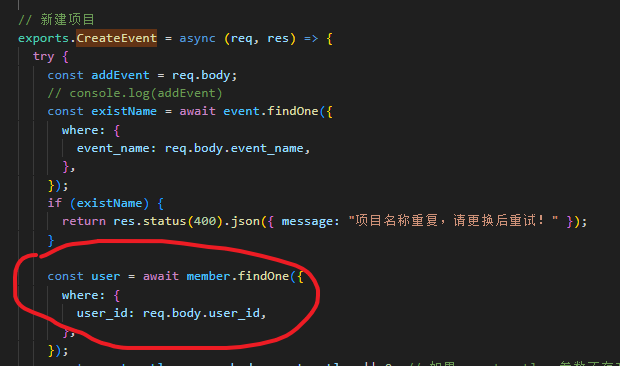 // 新建项目
exports.CreateEvent = async (req, res) => {
try {
const addEvent = req.body;
// console.log(addEvent)
const existName = await event.findOne({
where: {
event_name: req.body.event_name,
},
});
if (existName) {
return res.status(400).json({ message: "项目名称重复，请更换后重试！" });
}
const user = await member.findOne({
where: {
user_id: req.body.user_id,
},
});